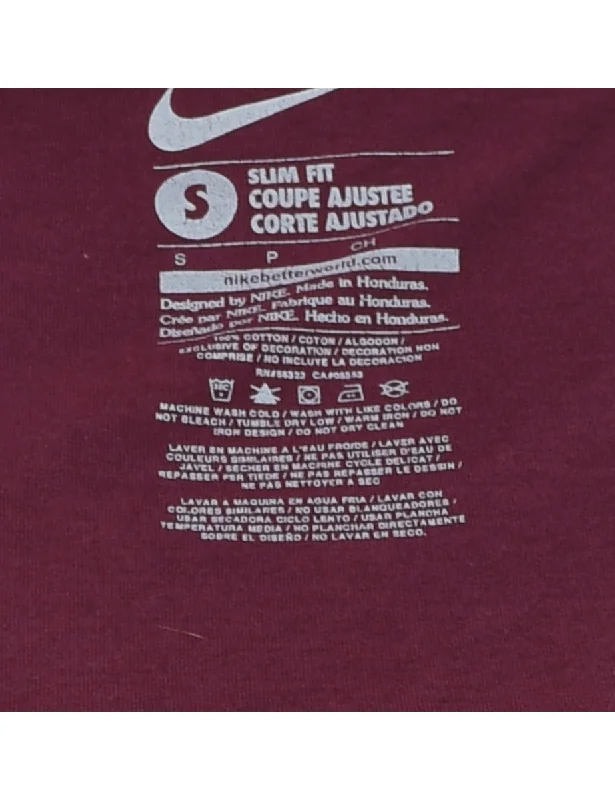 S
SLIM FIT
COUPE AJUSTEE
CORTE AJUSTADO
S P CH
nikebetterworld.com
Designed by NIKE. Made in Honduras.
Crée par NIKE. Fabrique au Honduras.
Diseñado por NIKE. Hecho en Honduras.
100% COTTON / COTON / ALGODON /
EXCLUSIVE OF DECORATION / DECORATION NON
COMPRISE / NO INCLUYE LA DECORACION
RN#56323 CA#05553
MACHINE WASH COLD / WASH WITH LIKE COLORS / DO
NOT BLEACH / TUMBLE DRY LOW / WARM IRON / DO NOT
IRON DESIGN / DO NOT DRY CLEAN
LAVER EN MACHINE A L'EAU FROIDE / LAVER AVEC
COULEURS SIMILAIRES / NE PAS UTILISER D'EAU DE
JAVEL / SECHER EN MACHINE CYCLE DELICAT /
REPASSER PAR TIEDE / NE PAS REPASSER LE DESSIN /
NE PAS NETTOYER A SEC
LAVAR A MAQUINA EN AGUA FRIA / LAVAR CON
COLORES SIMILARES / NO USAR BLANQUEADORES /
USAR SECADORA CICLO LENTO / USAR PLANCHA
TEMPERATURA MEDIA / NO PLANCHAR DIRECTAMENTE
SOBRE EL DISEÑO / NO LAVAR EN SECO.